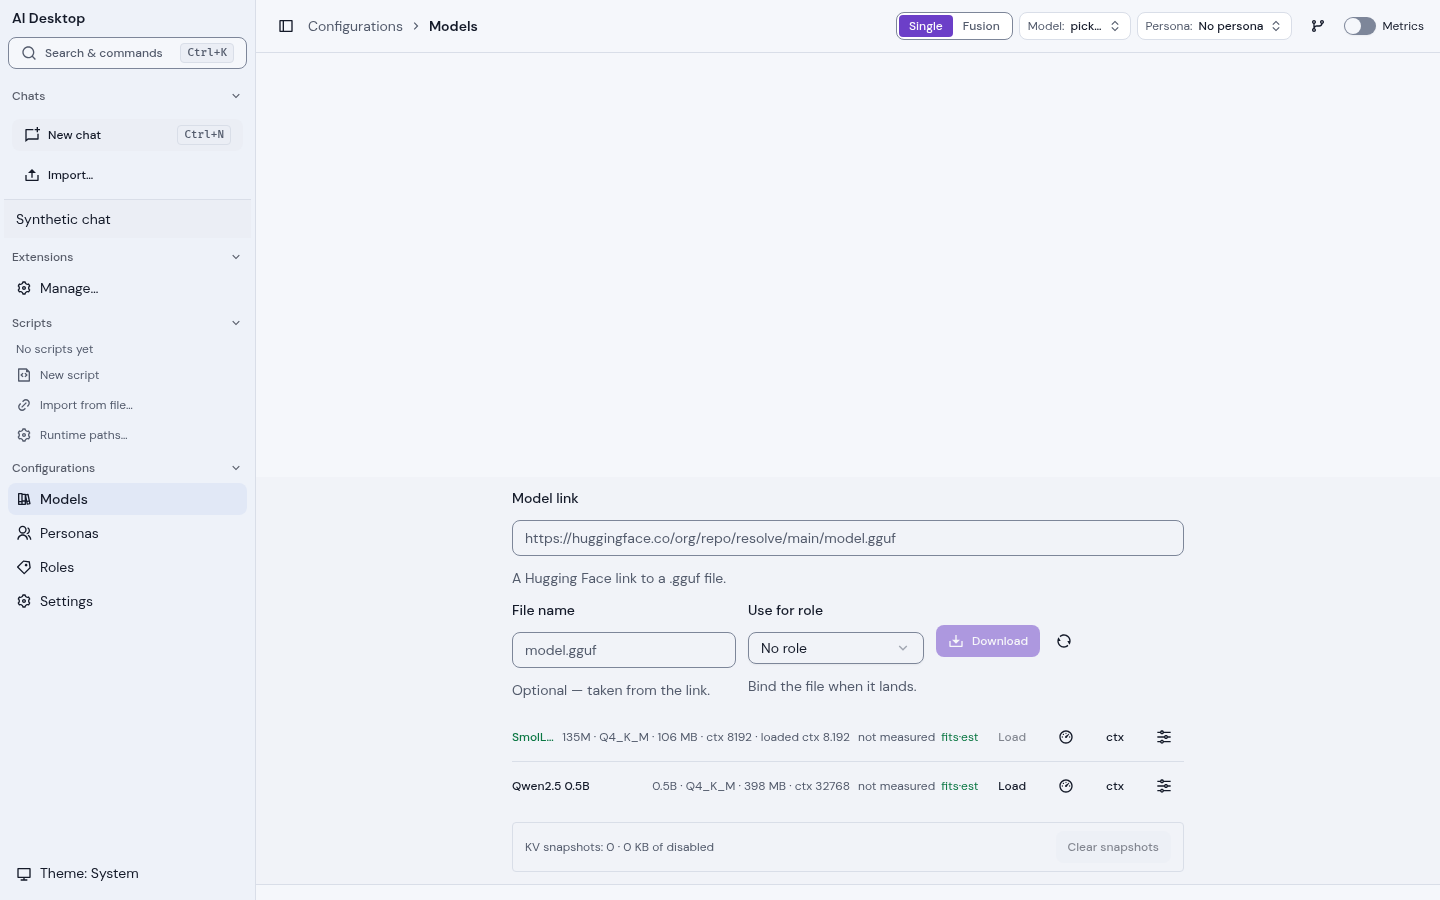 AI Desktop
Search & commands Ctrl+K
Chats
New chat Ctrl+N
Import…
Synthetic chat
Extensions
Manage…
Scripts
No scripts yet
New script
Import from file…
Runtime paths…
Configurations
Models
Personas
Roles
Settings
Theme: System
Configurations > Models
Single Fusion
Model: pick…
Persona: No persona
Metrics
Model link
https://huggingface.co/org/repo/resolve/main/model.gguf
A Hugging Face link to a .gguf file.
File name
model.gguf
Optional — taken from the link.
Use for role
No role
Bind the file when it lands.
Download
SmolL… 135M · Q4_K_M · 106 MB · ctx 8192 · loaded ctx 8.192 not measured fits·est Load ctx
Qwen2.5 0.5B 0.5B · Q4_K_M · 398 MB · ctx 32768 not measured fits·est Load ctx
KV snapshots: 0 · 0 KB of disabled Clear snapshots